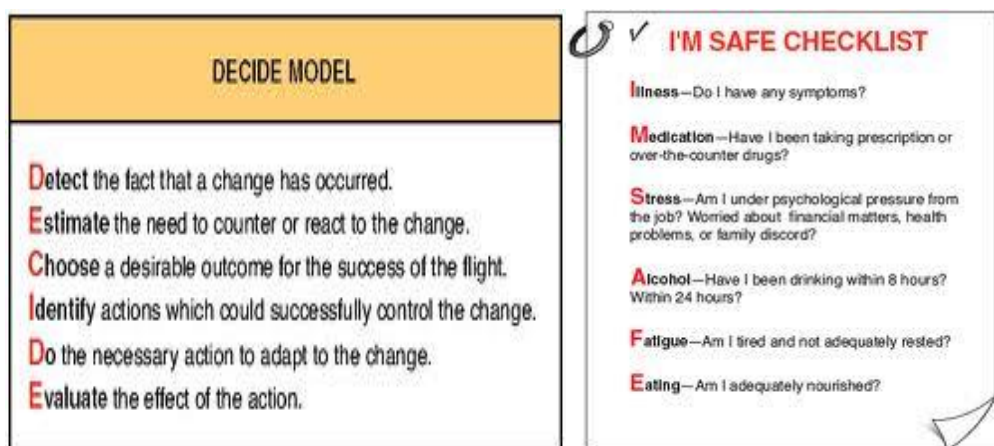 DECIDE MODEL
Detect the fact that a change has occurred.
Estimate the need to counter or react to the change.
Choose a desirable outcome for the success of the flight.
Identify actions which could successfully control the change.
Do the necessary action to adapt to the change.
Evaluate the effect of the action.
I'M SAFE CHECKLIST
Illness—Do I have any symptoms?
Medication—Have I been taking prescription or
over-the-counter drugs?
Stress—Am I under psychological pressure from
the job? Worried about financial matters, health
problems, or family discord?
Alcohol—Have I been drinking within 8 hours?
Within 24 hours?
Fatigue—Am I tired and not adequately rested?
Eating—Am I adequately nourished?